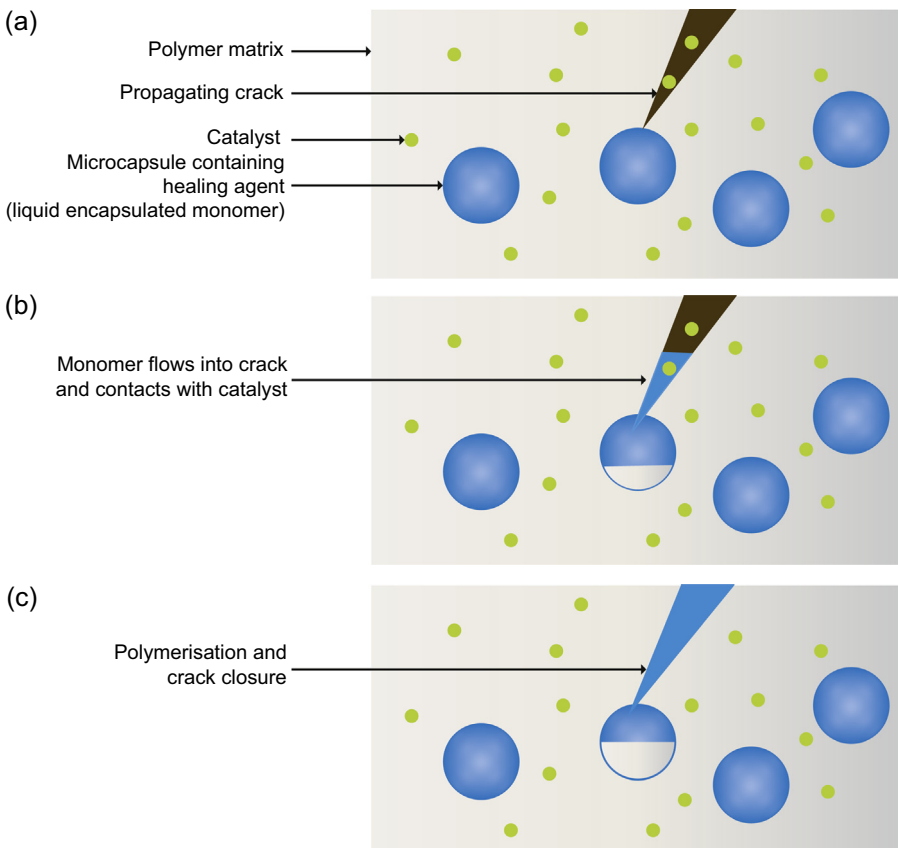 (a)
Polymer matrix
Propagating crack
Catalyst
Microcapsule containing
healing agent
(liquid encapsulated monomer)
(b)
Monomer flows into crack
and contacts with catalyst
(c)
Polymerisation and
crack closure